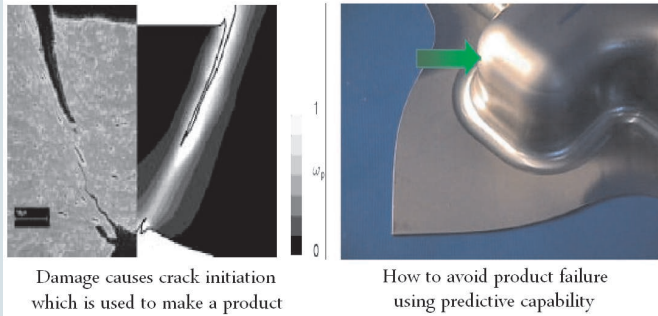 1
ωp
0
Damage causes crack initiation
which is used to make a product
How to avoid product failure
using predictive capability